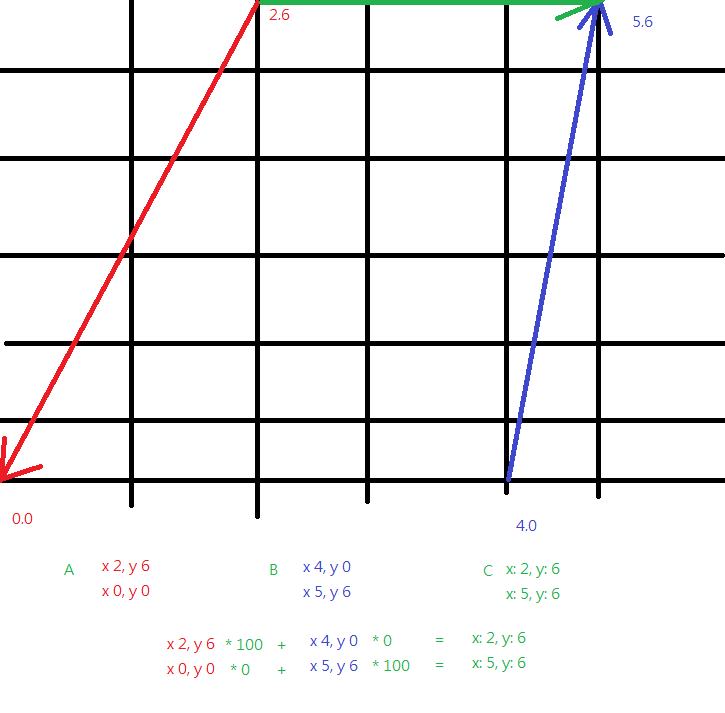 2.6
5.6
0.0
4.0
A x 2, y 6 B x 4, y 0 C x: 2, y: 6
x 0, y 0 x 5, y 6 x: 5, y: 6
x 2, y 6 * 100 + x 4, y 0 * 0 = x: 2, y: 6
x 0, y 0 * 0 + x 5, y 6 * 100 = x: 5, y: 6